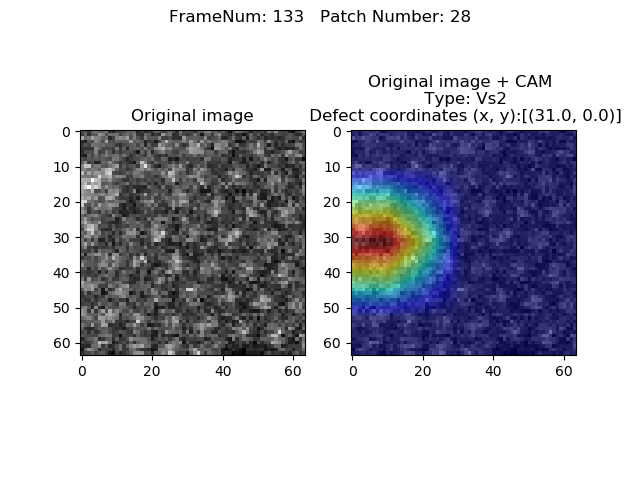 FrameNum: 133   Patch Number: 28
Original image
Original image + CAM
Type: Vs2
Defect coordinates (x, y):[(31.0, 0.0)]
0
10
20
30
40
50
60
0 20 40 60
0
10
20
30
40
50
60
0 20 40 60